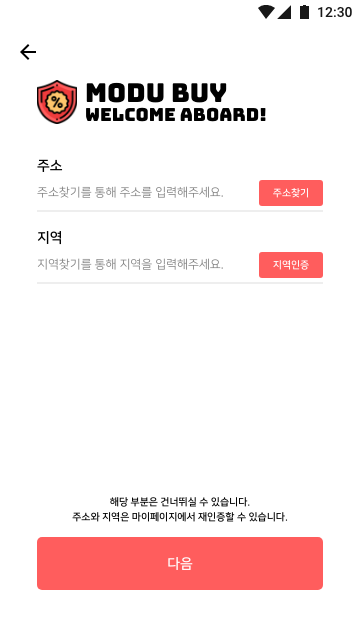 12:30
%
MODU BUY
WELCOME ABOARD!
주소
주소찾기를 통해 주소를 입력해주세요.
주소찾기
지역
지역찾기를 통해 지역을 입력해주세요.
지역인증
해당 부분은 건너뛰실 수 있습니다.
주소와 지역은 마이페이지에서 재인증할 수 있습니다.
다음